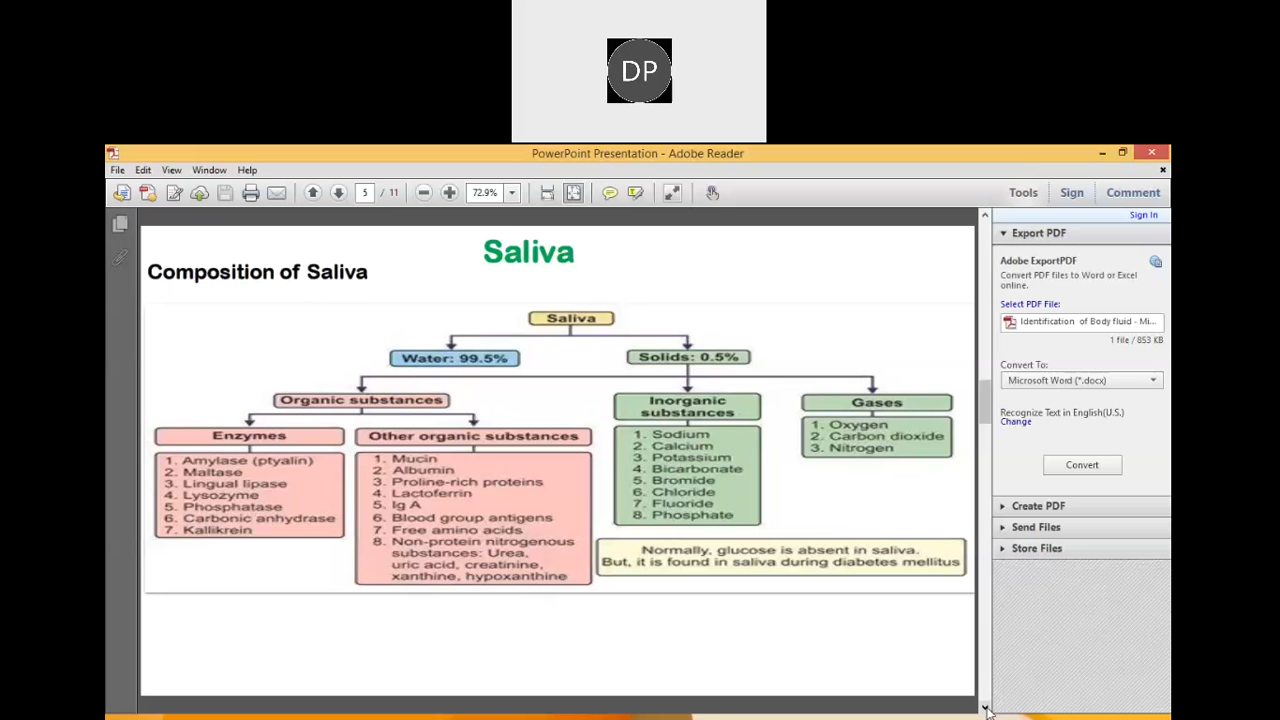 DP
PowerPoint Presentation - Adobe Reader
File Edit View Window Help
5 / 11 72.9% Tools Sign Comment
Sign In
Saliva
Composition of Saliva
Saliva
Water: 99.5% Solids: 0.5%
Organic substances
Inorganic
substances
Gases
Enzymes
1. Amylase (ptyalin)
2. Maltase
3. Lingual lipase
4. Lysozyme
5. Phosphatase
6. Carbonic anhydrase
7. Kallikrein
Other organic substances
1. Mucin
2. Albumin
3. Proline-rich proteins
4. Lactoferrin
5. Ig A
6. Blood group antigens
7. Free amino acids
8. Non-protein nitrogenous
substances: Urea,
uric acid, creatinine,
xanthine, hypoxanthine
1. Sodium
2. Calcium
3. Potassium
4. Bicarbonate
5. Bromide
6. Chloride
7. Fluoride
8. Phosphate
1. Oxygen
2. Carbon dioxide
3. Nitrogen
Normally, glucose is absent in saliva.
But, it is found in saliva during diabetes mellitus
Export PDF
Adobe ExportPDF
Convert PDF files to Word or Excel
online.
Select PDF File:
Identification of Body fluid - Mi...
1 file / 853 KB
Convert To:
Microsoft Word (*.docx)
Recognize Text in English(U.S.)
Change
Convert
Create PDF
Send Files
Store Files